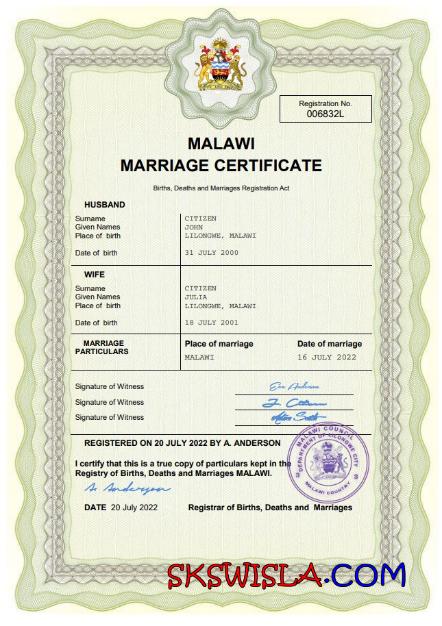 Registration No.
006832L
MALAWI
MARRIAGE CERTIFICATE
Births, Deaths and Marriages Registration Act
HUSBAND
Surname CITIZEN
Given Names JOHN
Place of birth LILONGWE, MALAWI
Date of birth 31 JULY 2000
WIFE
Surname CITIZEN
Given Names JULIA
Place of birth LILONGWE, MALAWI
Date of birth 18 JULY 2001
MARRIAGE Place of marriage Date of marriage
PARTICULARS MALAWI 16 JULY 2022
Signature of Witness
Signature of Witness
Signature of Witness
REGISTERED ON 20 JULY 2022 BY A. ANDERSON
I certify that this is a true copy of particulars kept in the
Registry of Births, Deaths and Marriages MALAWI.
A. Anderson
DATE 20 July 2022 Registrar of Births, Deaths and Marriages
MALAWI COUNCIL
DEPARTMENT OF LILONGWE CITY
MALAWI COUNTRY
SKSWISLA.COM